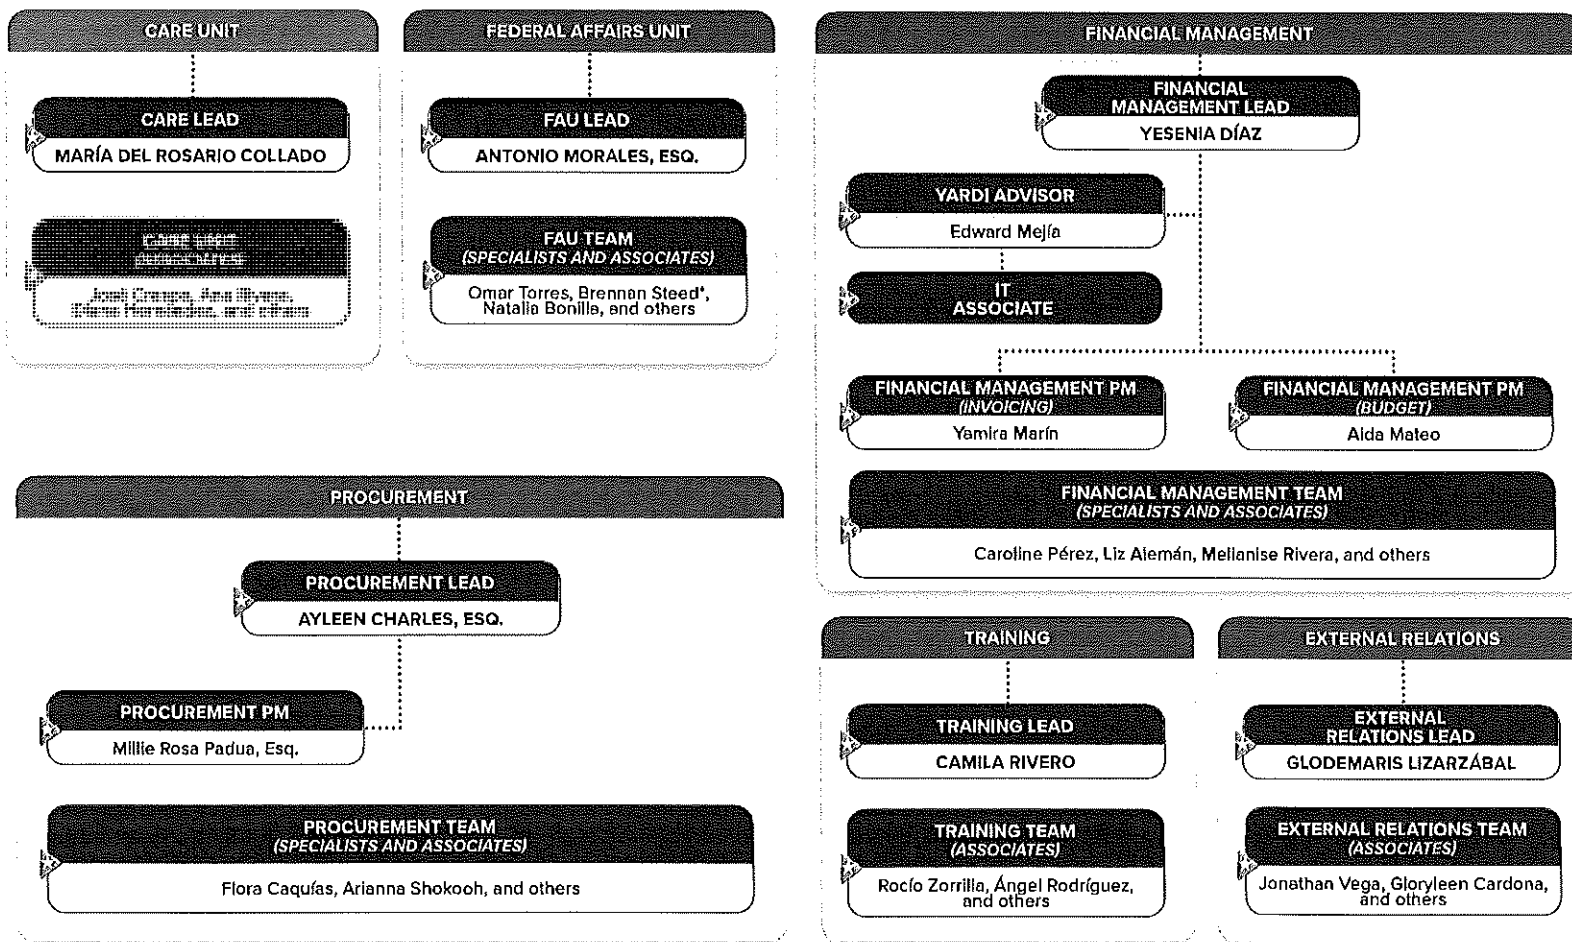 CARE UNIT
CARE LEAD
MARÍA DEL ROSARIO COLLADO
CARE UNIT
and others
FEDERAL AFFAIRS UNIT
FAU LEAD
ANTONIO MORALES, ESQ.
FAU TEAM
(SPECIALISTS AND ASSOCIATES)
Omar Torres, Brennan Steed*,
Natalia Bonilla, and others
FINANCIAL MANAGEMENT
FINANCIAL
MANAGEMENT LEAD
YESENIA DÍAZ
YARDI ADVISOR
Edward Mejía
IT
ASSOCIATE
FINANCIAL MANAGEMENT PM
(INVOICING)
Yamira Marín
FINANCIAL MANAGEMENT PM
(BUDGET)
Aida Mateo
FINANCIAL MANAGEMENT TEAM
(SPECIALISTS AND ASSOCIATES)
Caroline Pérez, Liz Alemán, Melianise Rivera, and others
PROCUREMENT
PROCUREMENT LEAD
AYLEEN CHARLES, ESQ.
PROCUREMENT PM
Millie Rosa Padua, Esq.
PROCUREMENT TEAM
(SPECIALISTS AND ASSOCIATES)
Flora Caquías, Arianna Shokooh, and others
TRAINING
TRAINING LEAD
CAMILA RIVERO
TRAINING TEAM
(ASSOCIATES)
Rocío Zorrilla, Ángel Rodríguez,
and others
EXTERNAL RELATIONS
EXTERNAL
RELATIONS LEAD
GLODEMARIS LIZARZÁBAL
EXTERNAL RELATIONS TEAM
(ASSOCIATES)
Jonathan Vega, Gloryleen Cardona,
and others